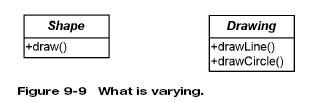 Shape
+draw()
Drawing
+drawLine()
+drawCircle()
Figure 9-9 What is varying.